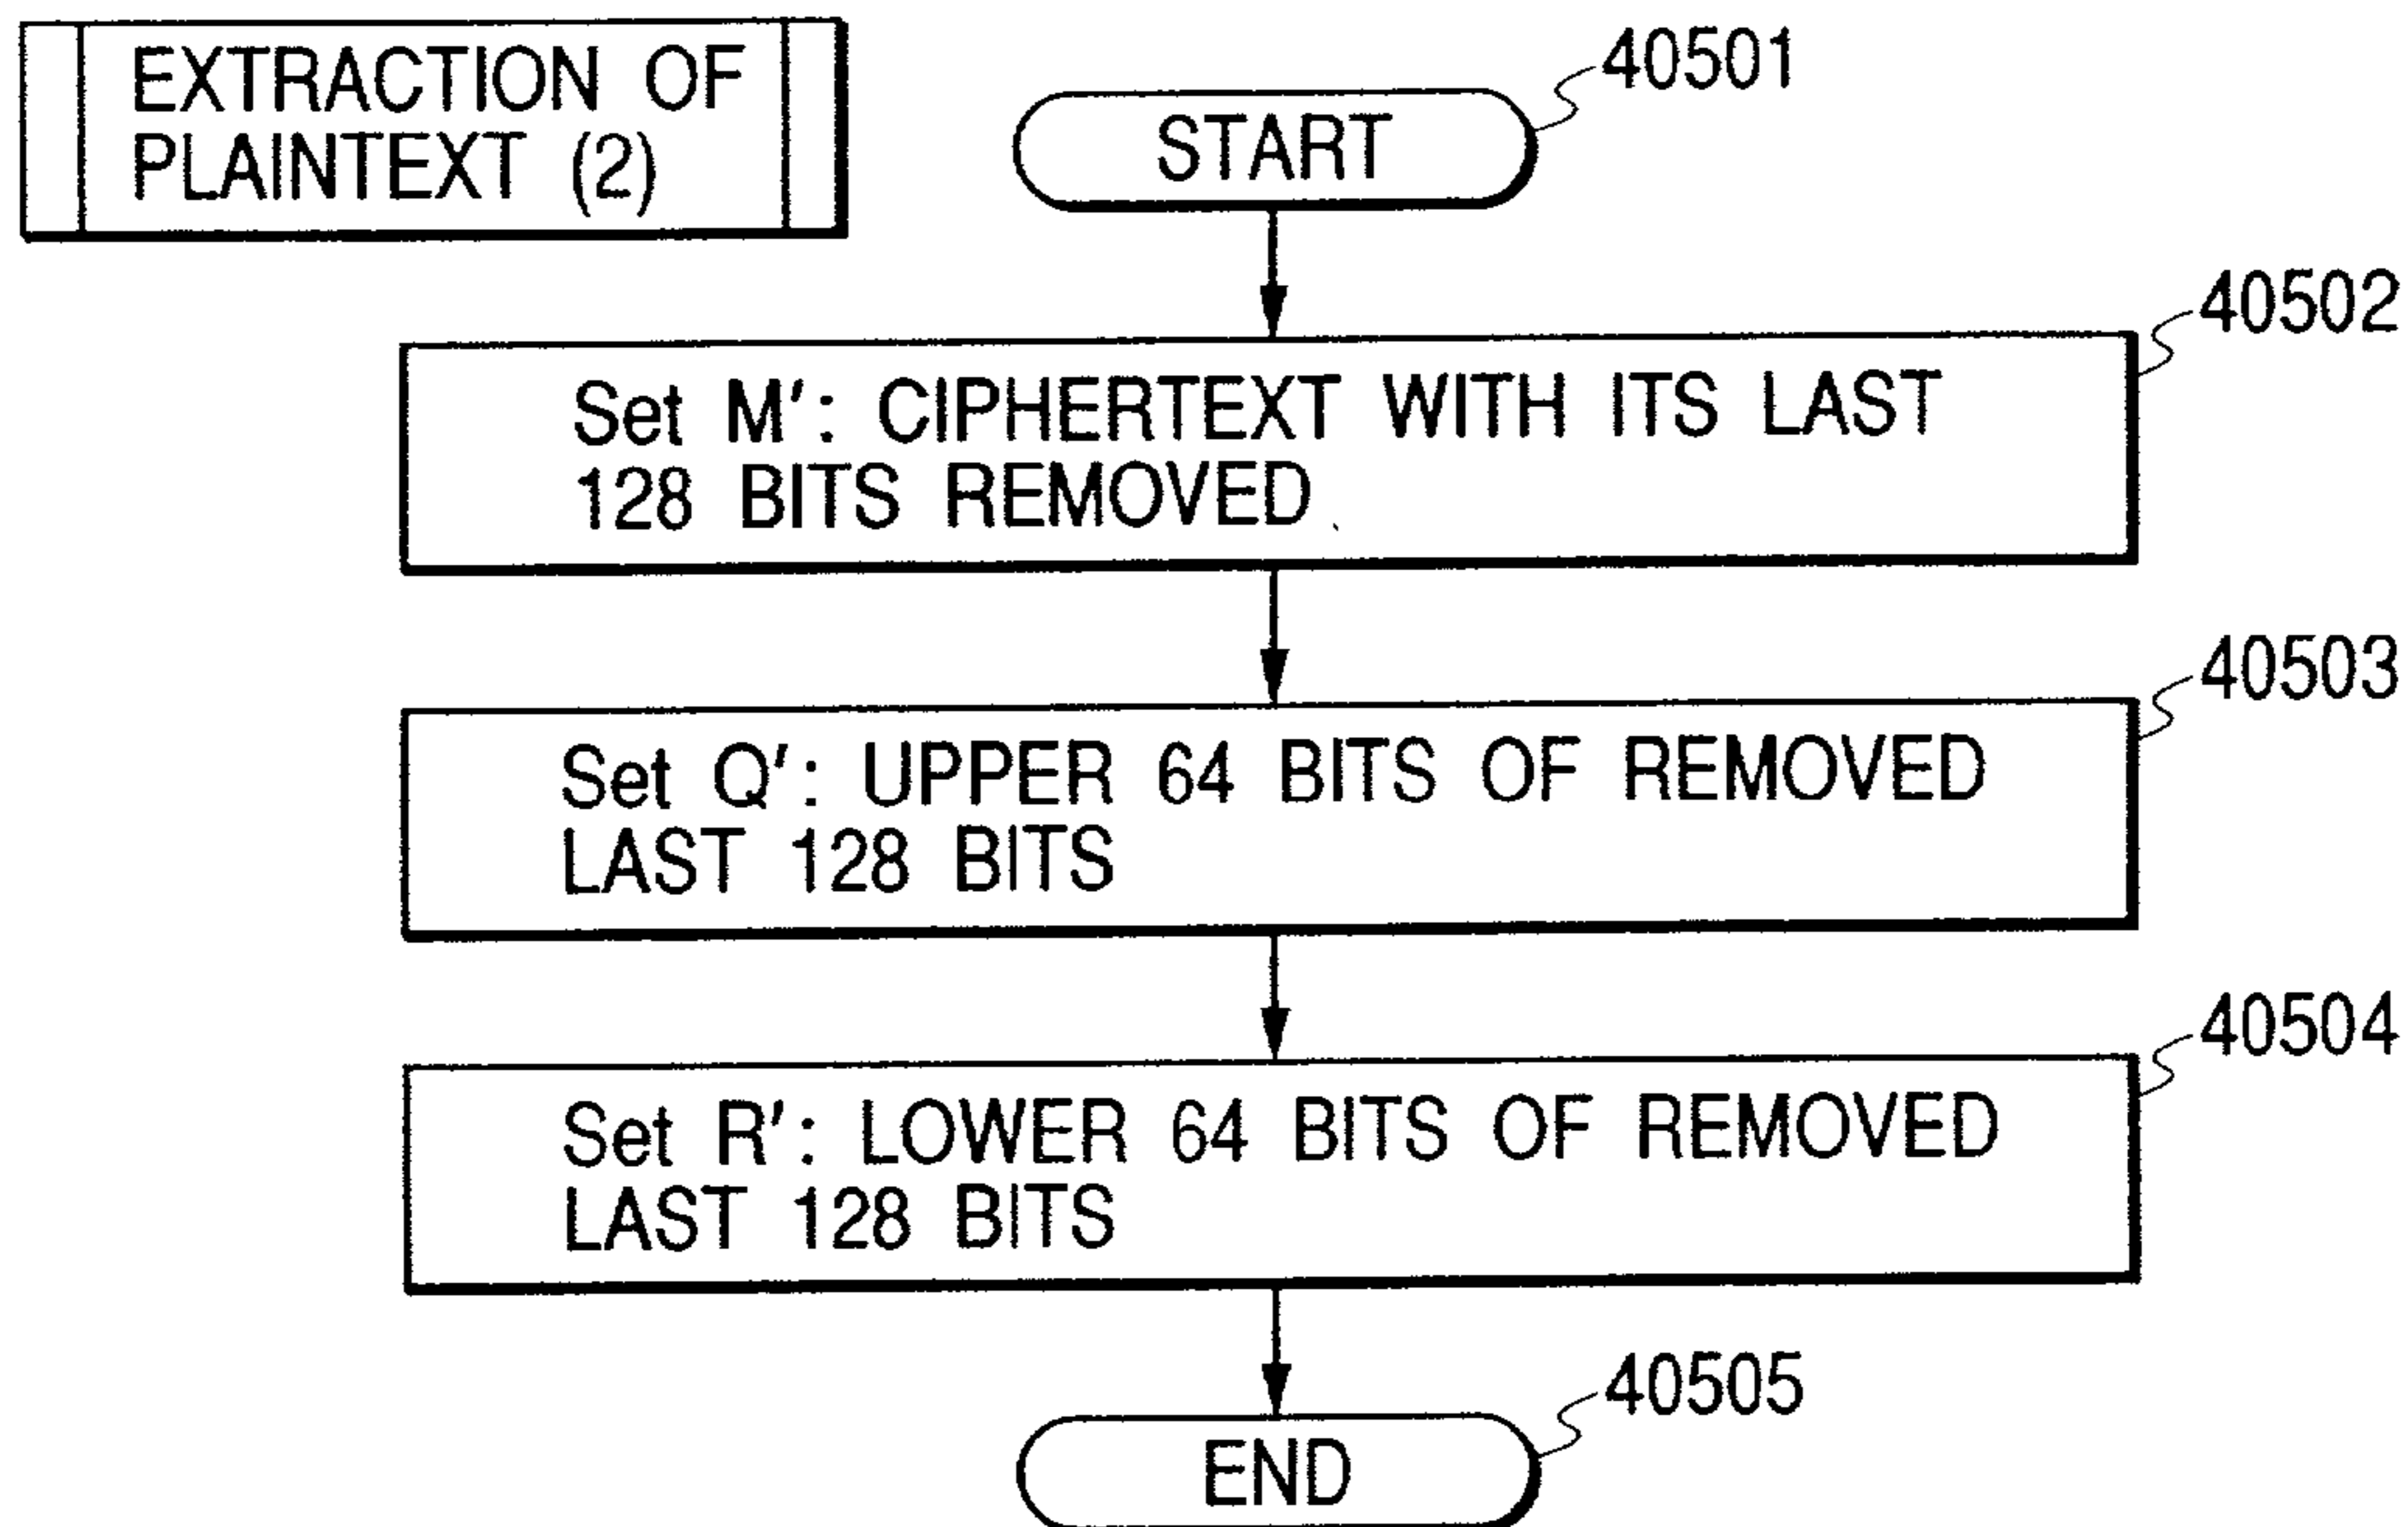 EXTRACTION OF
PLAINTEXT (2)
40501
START
40502
Set M': CIPHERTEXT WITH ITS LAST
128 BITS REMOVED
40503
Set Q': UPPER 64 BITS OF REMOVED
LAST 128 BITS
40504
Set R': LOWER 64 BITS OF REMOVED
LAST 128 BITS
40505
END